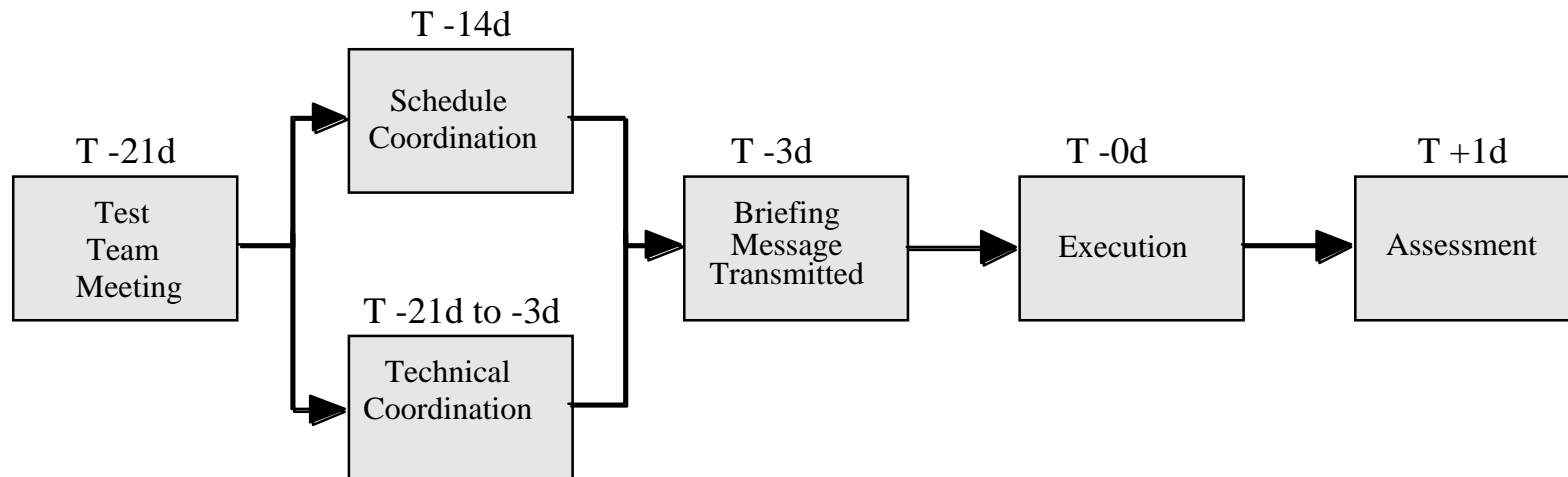 T -21d
Test
Team
Meeting
T -14d
Schedule
Coordination
T -21d to -3d
Technical
Coordination
T -3d
Briefing
Message
Transmitted
T -0d
Execution
T +1d
Assessment